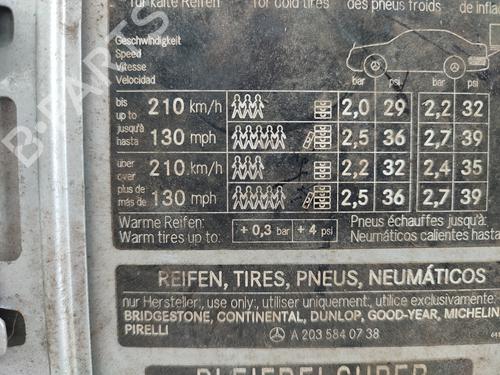 für kalte Reifen for cold tires des pneus froids de infla
Geschwindigkeit
Speed
Vitesse
Velocidad
bar psi bar psi
bis
up to
jusqu'à
hasta
210 km/h 2,0 29 2,2 32
130 mph 2,5 36 2,7 39
über
over
plus de
más de
210 km/h 2,2 32 2,4 35
130 mph 2,5 36 2,7 39
Warme Reifen: + 0,3 bar + 4 psi Pneus échauffes jusqu'à:
Warm tires up to: Neumáticos calientes hasta
REIFEN, TIRES, PNEUS, NEUMÁTICOS
nur Hersteller:, use only:, utiliser uniquement:, utilice exclusivamente:
BRIDGESTONE, CONTINENTAL, DUNLOP, GOOD-YEAR, MICHELIN
PIRELLI A 203 584 07 38